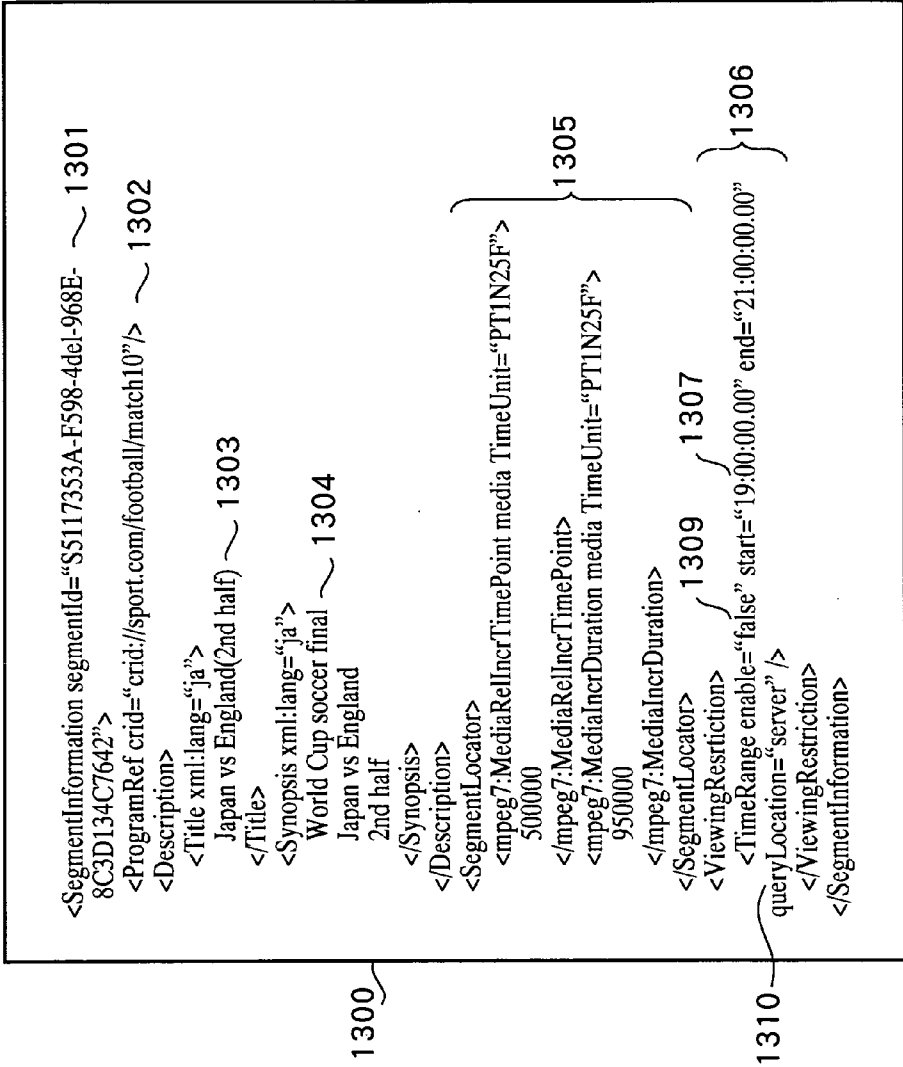 <SegmentInformation segmentId=“S5117353A-F598-4del-968E- 1301
8C3D134C7642”>
<ProgramRef crid=“crid://sport.com/football/match10”/> 1302
<Description>
<Title xml:lang=“ja”>
Japan vs England(2nd half) 1303
</Title>
<Synopsis xml:lang=“ja”>
World Cup soccer final 1304
Japan vs England
2nd half
</Synopsis>
</Description>
<SegmentLocator>
<mpeg7:MediaRelIncrTimePoint media TimeUnit=“PT1N25F”>
500000
</mpeg7:MediaRelIncrTimePoint>
<mpeg7:MediaIncrDuration media TimeUnit=“PT1N25F”>
950000
</mpeg7:MediaIncrDuration>
</SegmentLocator>
<ViewingResrtiction>
<TimeRange enable=“false” start=“19:00:00.00” end=“21:00:00.00”
queryLocation=“server” />
</ViewingRestriction>
</SegmentInformation>
1305
1306
1307
1309
1300
1310